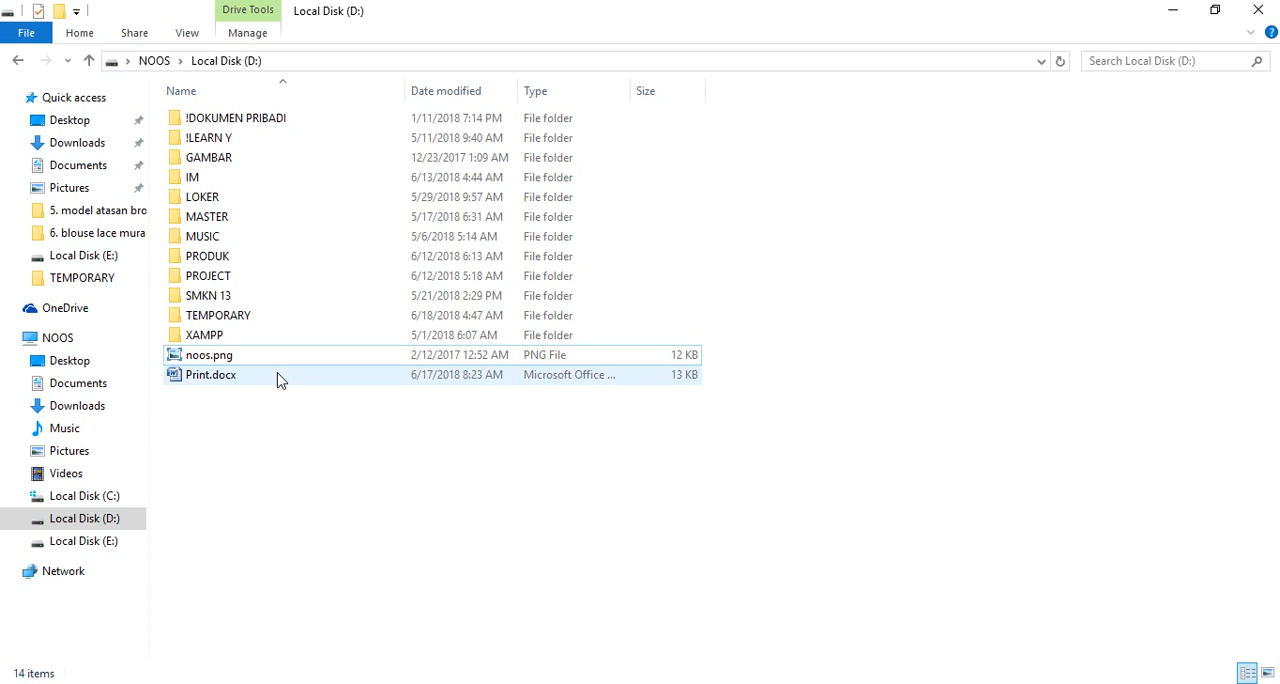 Drive Tools Local Disk (D:)
File Home Share View Manage
NOOS Local Disk (D:) Search Local Disk (D:)
Name Date modified Type Size
Quick access
Desktop
Downloads
Documents
Pictures
5. model atasan bro
6. blouse lace mura
Local Disk (E:)
TEMPORARY
OneDrive
NOOS
Desktop
Documents
Downloads
Music
Pictures
Videos
Local Disk (C:)
Local Disk (D:)
Local Disk (E:)
Network
!DOKUMEN PRIBADI 1/11/2018 7:14 PM File folder
!LEARN Y 5/11/2018 9:40 AM File folder
GAMBAR 12/23/2017 1:09 AM File folder
IM 6/13/2018 4:44 AM File folder
LOKER 5/29/2018 9:57 AM File folder
MASTER 5/17/2018 6:31 AM File folder
MUSIC 5/6/2018 5:14 AM File folder
PRODUK 6/12/2018 6:13 AM File folder
PROJECT 6/12/2018 5:18 AM File folder
SMKN 13 5/21/2018 2:29 PM File folder
TEMPORARY 6/18/2018 4:47 AM File folder
XAMPP 5/1/2018 6:07 AM File folder
noos.png 2/12/2017 12:52 AM PNG File 12 KB
Print.docx 6/17/2018 8:23 AM Microsoft Office ... 13 KB
14 items